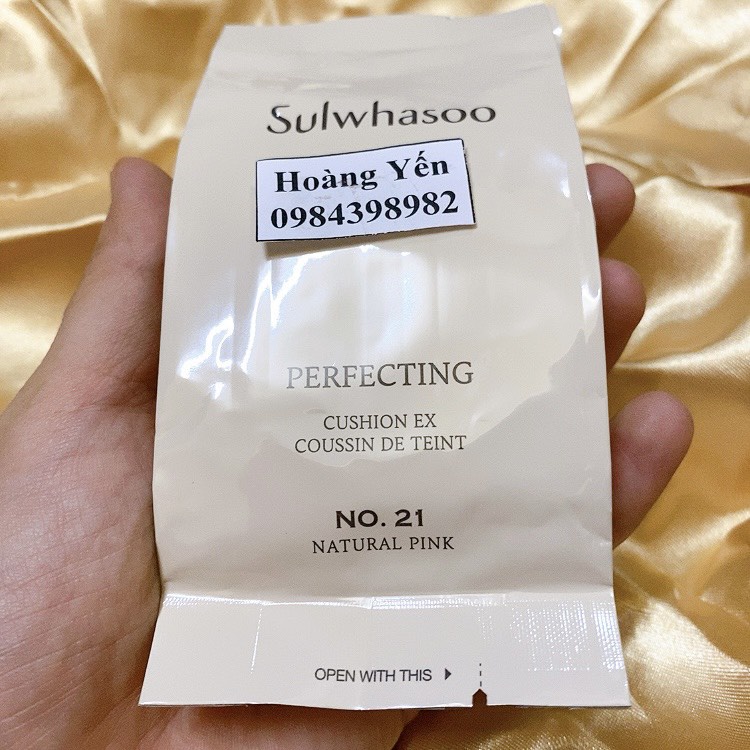 Sulwhasoo
Hoàng Yến
0984398982
PERFECTING
CUSHION EX
COUSSIN DE TEINT
NO. 21
NATURAL PINK
OPEN WITH THIS